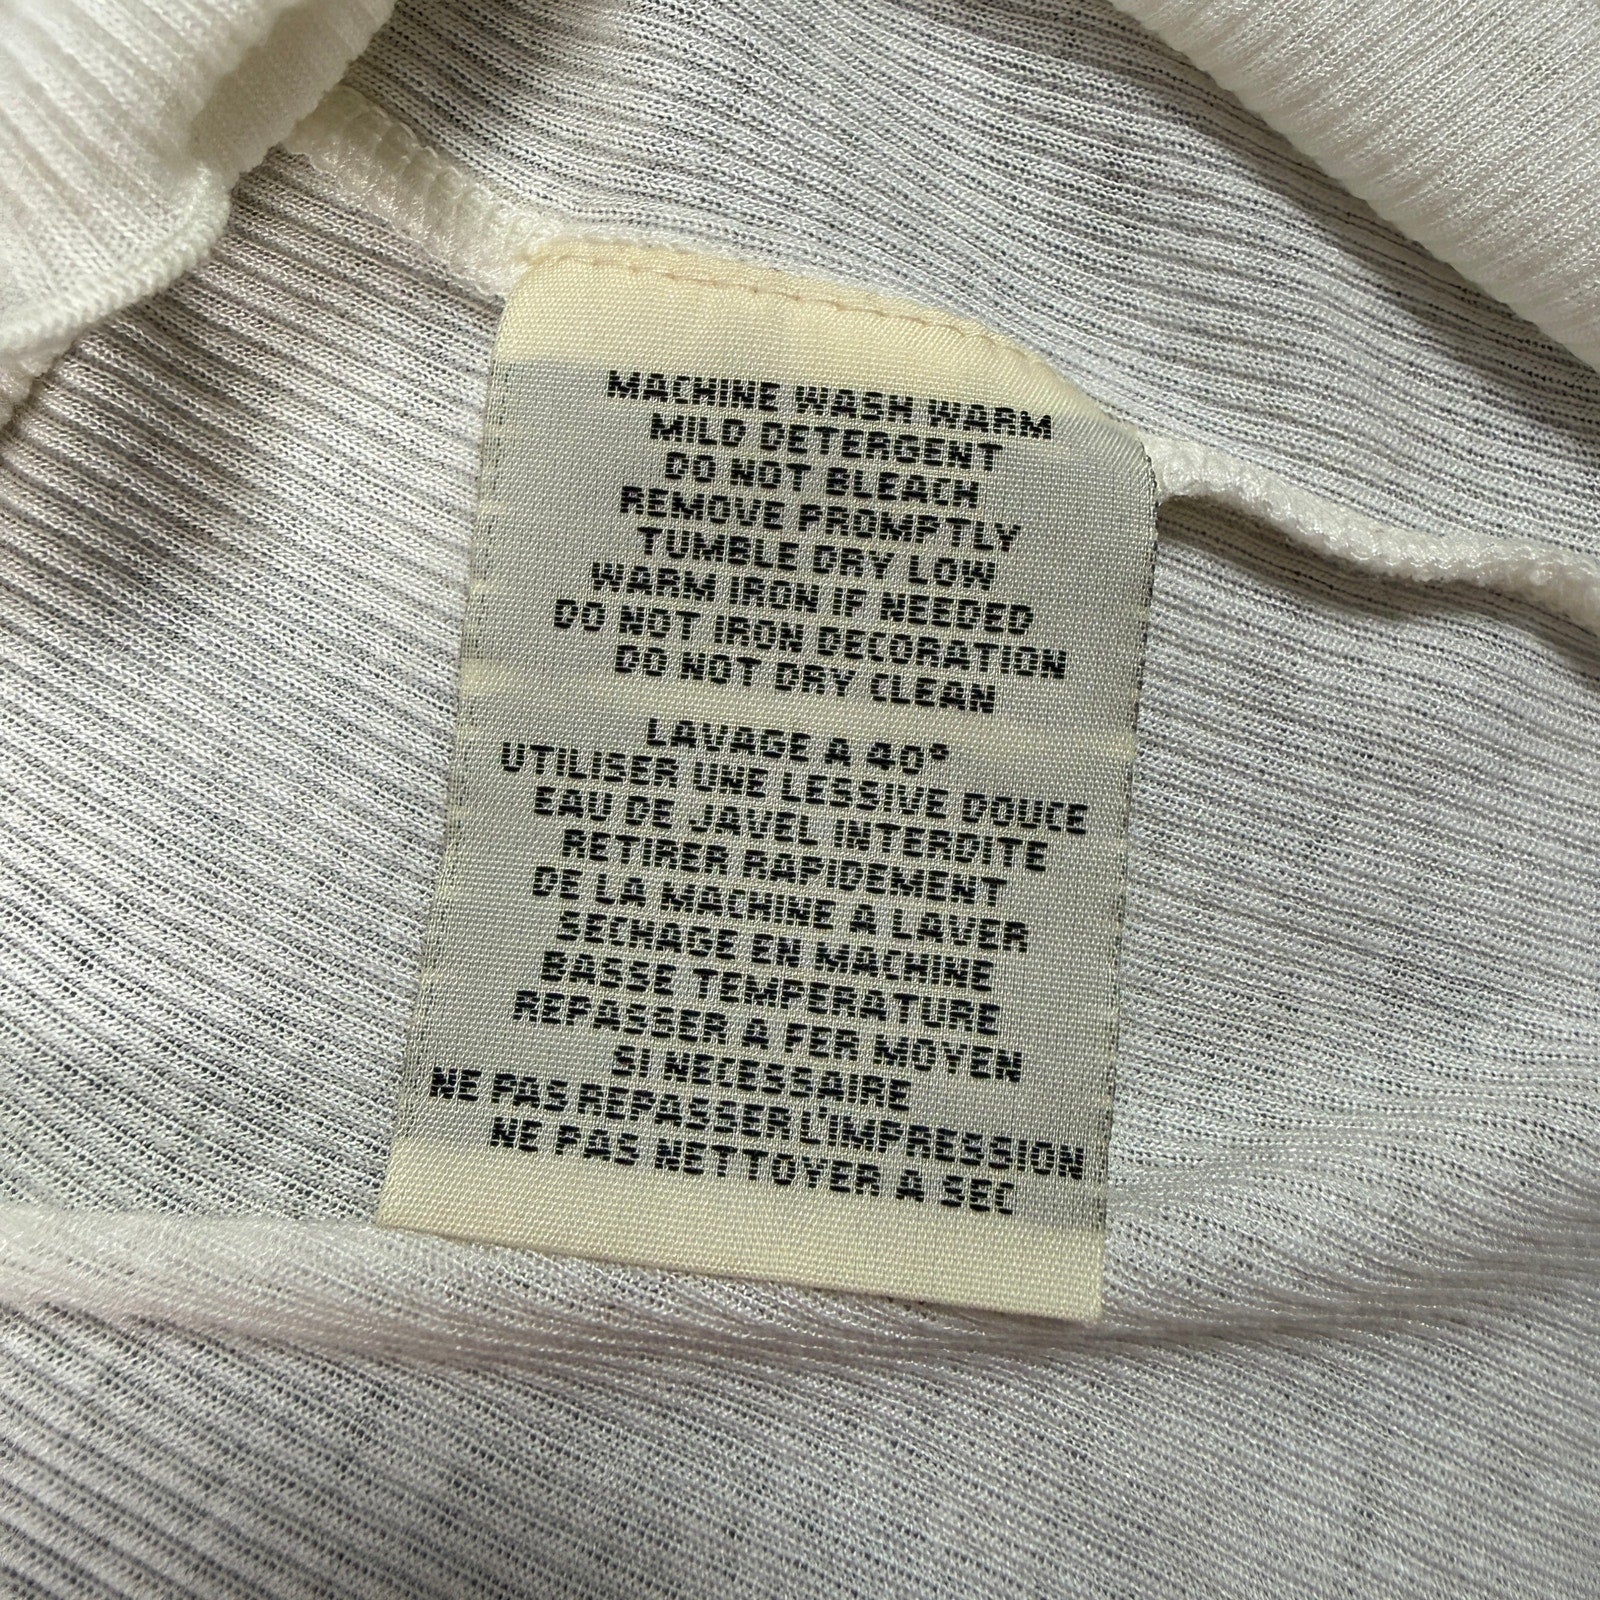 MACHINE WASH WARM
MILD DETERGENT
DO NOT BLEACH
REMOVE PROMPTLY
TUMBLE DRY LOW
WARM IRON IF NEEDED
DO NOT IRON DECORATION
DO NOT DRY CLEAN
LAVAGE A 40°
UTILISER UNE LESSIVE DOUCE
EAU DE JAVEL INTERDITE
RETIRER RAPIDEMENT
DE LA MACHINE A LAVER
SECHAGE EN MACHINE
BASSE TEMPERATURE
REPASSER A FER MOYEN
SI NECESSAIRE
NE PAS REPASSER L'IMPRESSION
NE PAS NETTOYER A SEC